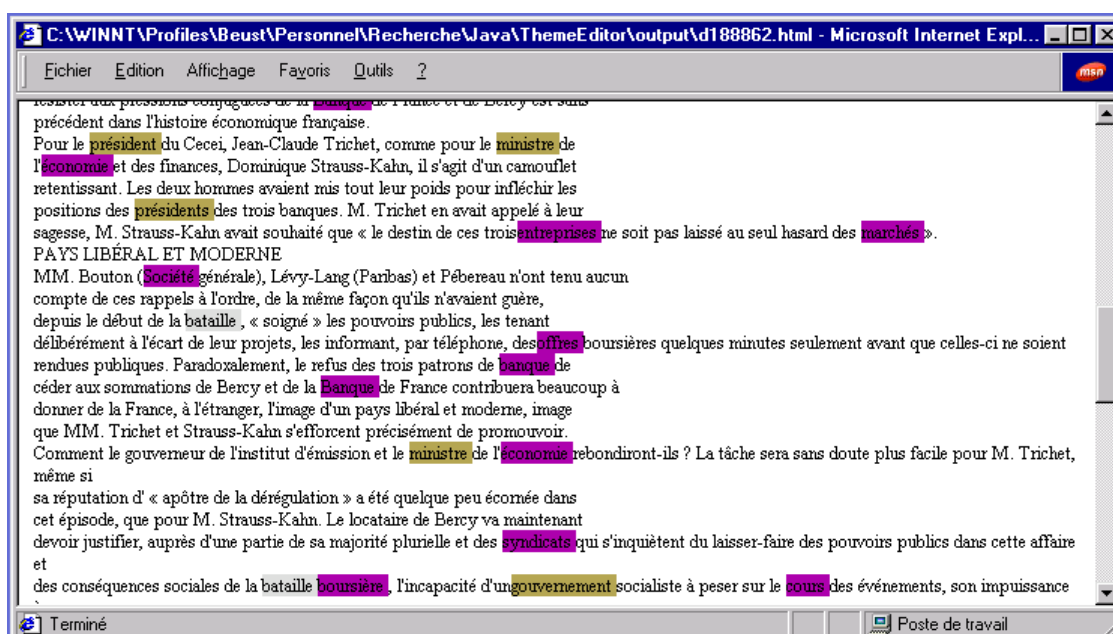 C:\WINNT\Profiles\Beust\Personnel\Recherche\Java\ThemeEditor\output\d188862.html - Microsoft Internet Expl...
Fichier Edition Affichage Favoris Outils ?
msn
résister aux pressions conjuguées de la Banque de France et de Bercy est sans
précédent dans l'histoire économique française.
Pour le président du Cecei, Jean-Claude Trichet, comme pour le ministre de
l'économie et des finances, Dominique Strauss-Kahn, il s'agit d'un camouflet
retentissant. Les deux hommes avaient mis tout leur poids pour infléchir les
positions des présidents des trois banques. M. Trichet en avait appelé à leur
sagesse, M. Strauss-Kahn avait souhaité que « le destin de ces trois entreprises ne soit pas laissé au seul hasard des marchés ».
PAYS LIBÉRAL ET MODERNE
MM. Bouton (Société générale), Lévy-Lang (Paribas) et Pébereau n'ont tenu aucun
compte de ces rappels à l'ordre, de la même façon qu'ils n'avaient guère,
depuis le début de la bataille , « soigné » les pouvoirs publics, les tenant
délibérément à l'écart de leur projets, les informant, par téléphone, des offres boursières quelques minutes seulement avant que celles-ci ne soient
rendues publiques. Paradoxalement, le refus des trois patrons de banque de
céder aux sommations de Bercy et de la Banque de France contribuera beaucoup à
donner de la France, à l'étranger, l'image d'un pays libéral et moderne, image
que MM. Trichet et Strauss-Kahn s'efforcent précisément de promouvoir.
Comment le gouverneur de l'institut d'émission et le ministre de l'économie rebondiront-ils ? La tâche sera sans doute plus facile pour M. Trichet,
même si
sa réputation d' « apôtre de la dérégulation » a été quelque peu écornée dans
cet épisode, que pour M. Strauss-Kahn. Le locataire de Bercy va maintenant
devoir justifier, auprès d'une partie de sa majorité plurielle et des syndicats qui s'inquiètent du laisser-faire des pouvoirs publics dans cette affaire
et
des conséquences sociales de la bataille boursière , l'incapacité d'un gouvernement socialiste à peser sur le cours des événements, son impuissance
Terminé
Poste de travail